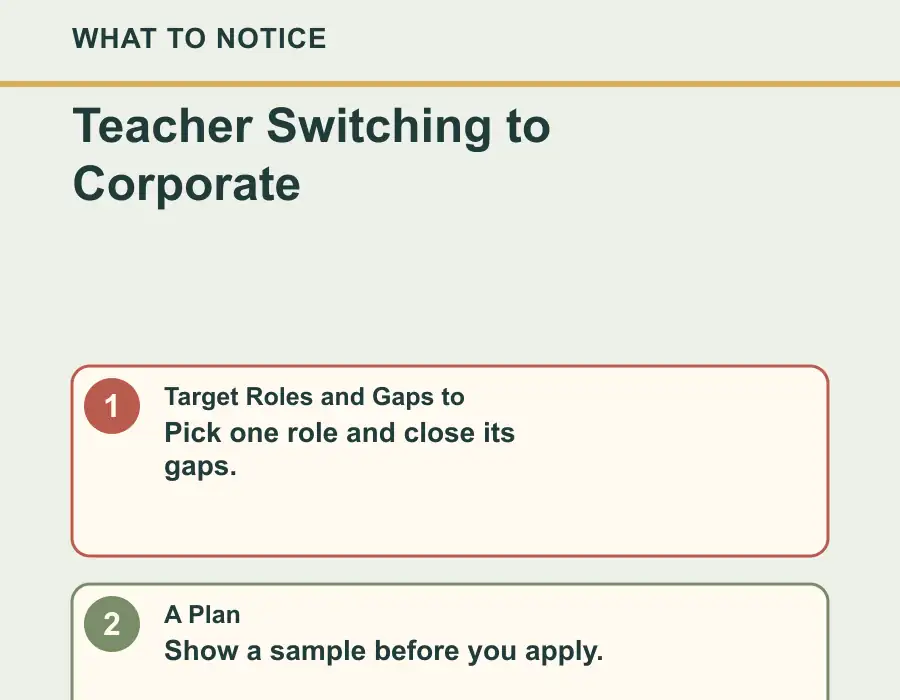 WHAT TO NOTICE
Teacher Switching to
Corporate
1
Target Roles and Gaps to
Pick one role and close its
gaps.
2
A Plan
Show a sample before you apply.